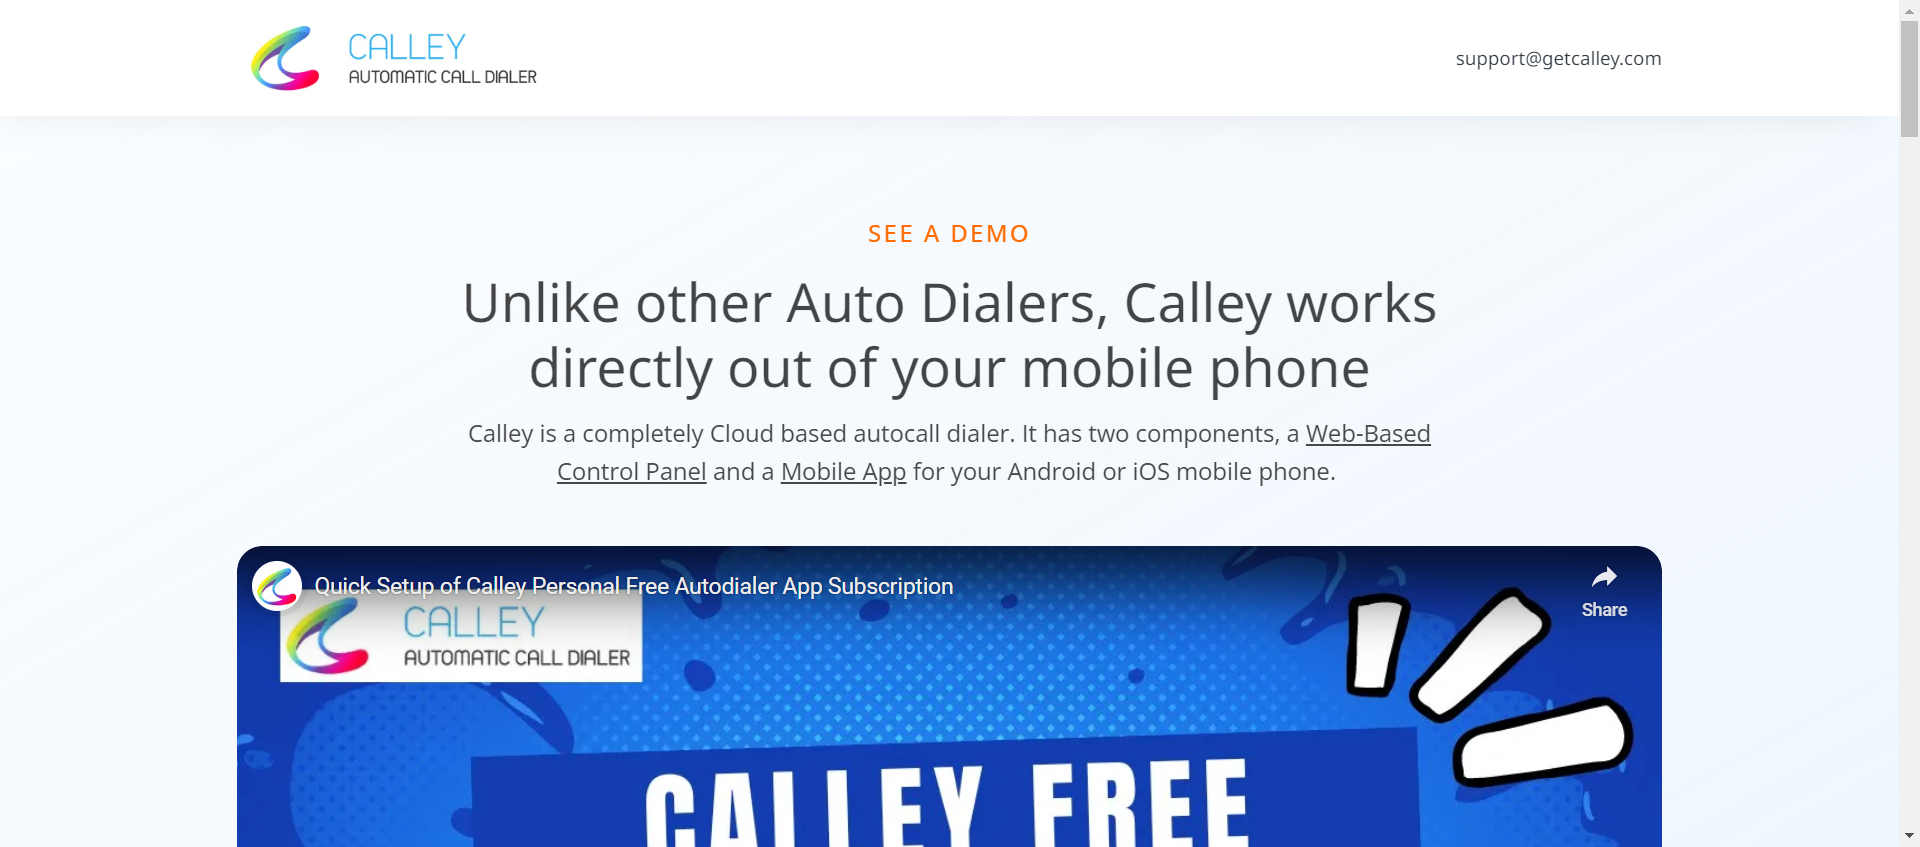 CALLEY
AUTOMATIC CALL DIALER
support@getcalley.com
SEE A DEMO
Unlike other Auto Dialers, Calley works
directly out of your mobile phone
Calley is a completely Cloud based autocall dialer. It has two components, a Web-Based
Control Panel and a Mobile App for your Android or iOS mobile phone.
Quick Setup of Calley Personal Free Autodialer App Subscription
Share
CALLEY
AUTOMATIC CALL DIALER
CALLEY FREE